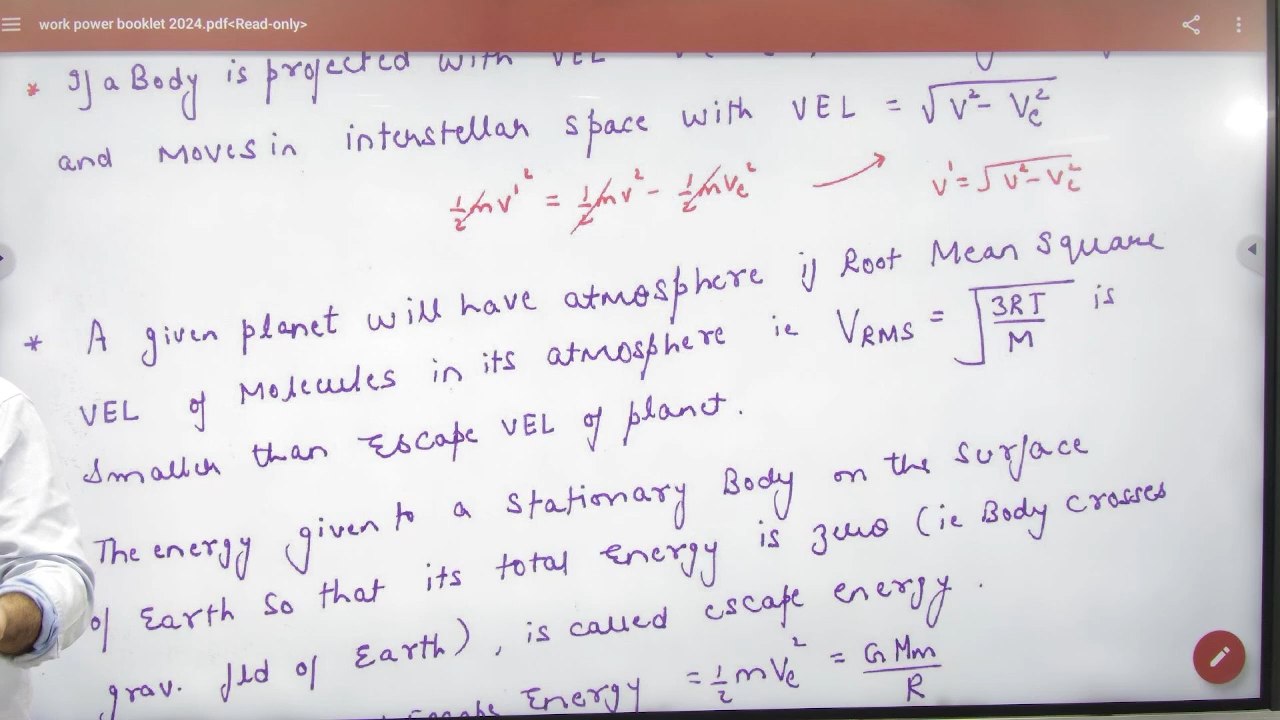 work power booklet 2024.pdf<Read-only>
* If a Body is projected with VEL
and moves in interstellar space with VEL = √(V² - Vₑ²)
½mv'² = ½mv² - ½mvₑ² → v' = √(v² - vₑ²)
* A given planet will have atmosphere if Root Mean Square
VEL of Molecules in its atmosphere ie V_RMS = √(3RT/M) is
smaller than Escape VEL of planet.
The energy given to a stationary Body on the surface
of Earth so that its total energy is zero (ie Body crosses
grav. fld of Earth), is called escape energy.
Energy = ½mVₑ² = GMm/R